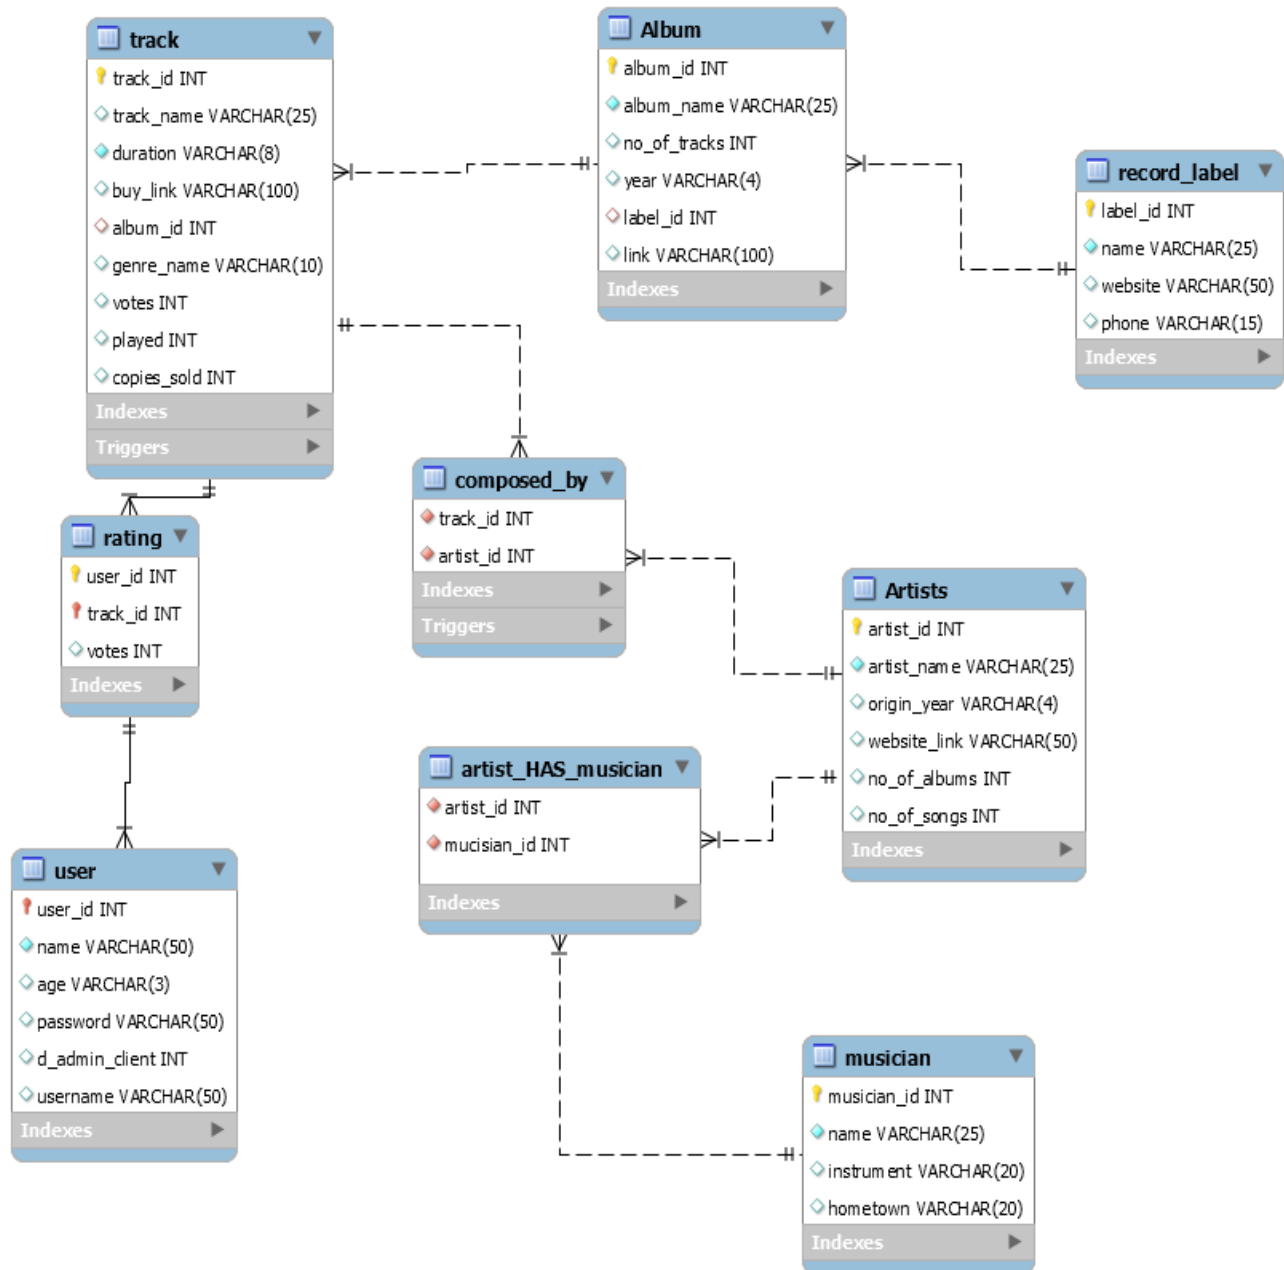 track
track_id INT
track_name VARCHAR(25)
duration VARCHAR(8)
buy_link VARCHAR(100)
album_id INT
genre_name VARCHAR(10)
votes INT
played INT
copies_sold INT
Indexes
Triggers
Album
album_id INT
album_name VARCHAR(25)
no_of_tracks INT
year VARCHAR(4)
label_id INT
link VARCHAR(100)
Indexes
record_label
label_id INT
name VARCHAR(25)
website VARCHAR(50)
phone VARCHAR(15)
Indexes
composed_by
track_id INT
artist_id INT
Indexes
Triggers
rating
user_id INT
track_id INT
votes INT
Indexes
Artists
artist_id INT
artist_name VARCHAR(25)
origin_year VARCHAR(4)
website_link VARCHAR(50)
no_of_albums INT
no_of_songs INT
Indexes
artist_HAS_musician
artist_id INT
mucisian_id INT
Indexes
user
user_id INT
name VARCHAR(50)
age VARCHAR(3)
password VARCHAR(50)
d_admin_client INT
username VARCHAR(50)
Indexes
musician
musician_id INT
name VARCHAR(25)
instrument VARCHAR(20)
hometown VARCHAR(20)
Indexes